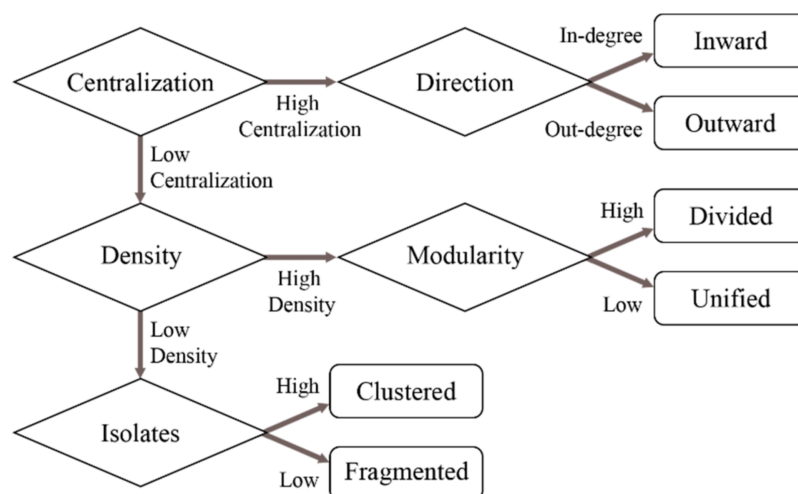 In-degree
Inward
Centralization
Direction
High
Centralization
Out-degree
Outward
Low
Centralization
High
Divided
Density
Modularity
High
Density
Low
Unified
Low
Density
High
Clustered
Isolates
Low
Fragmented